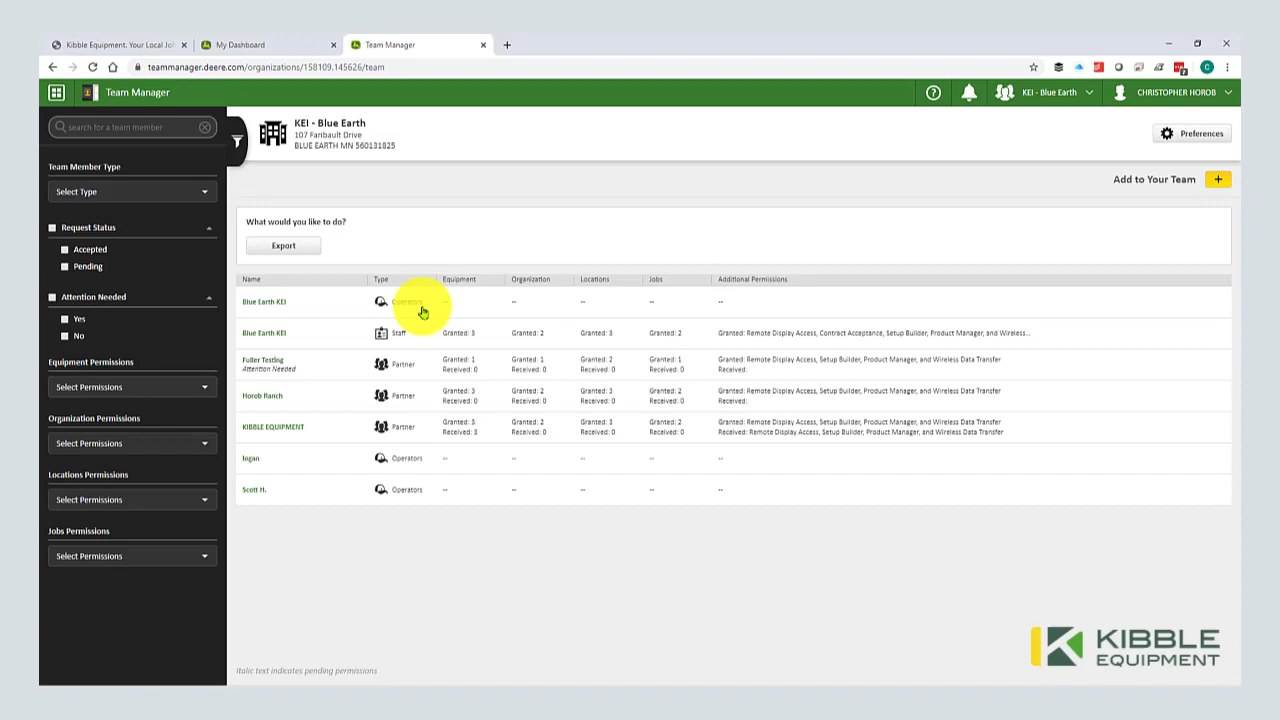 Kibble Equipment. Your Local Jo
My Dashboard
Team Manager
teammanager.deere.com/organizations/158109.145626/team
Team Manager
KEI - Blue Earth
CHRISTOPHER HOROB
search for a team member
KEI - Blue Earth
107 Faribault Drive
BLUE EARTH MN 560131825
Preferences
Team Member Type
Add to Your Team +
Select Type
Request Status
What would you like to do?
Accepted
Export
Pending
Name Type Equipment Organization Locations Jobs Additional Permissions
Attention Needed
Blue Earth KEI Operators -- -- -- -- --
Yes
Blue Earth KEI Staff Granted: 3 Granted: 2 Granted: 3 Granted: 2 Granted: Remote Display Access, Contract Acceptance, Setup Builder, Product Manager, and Wireless...
No
Equipment Permissions
Fuller Testing Partner Granted: 1 Granted: 1 Granted: 2 Granted: 1 Granted: Remote Display Access, Setup Builder, Product Manager, and Wireless Data Transfer
Attention Needed Received: 0 Received: 0 Received: 0 Received: 0 Received:
Select Permissions
Horob Ranch Partner Granted: 3 Granted: 2 Granted: 3 Granted: 2 Granted: Remote Display Access, Setup Builder, Product Manager, and Wireless Data Transfer
Received: 0 Received: 0 Received: 0 Received: 0 Received:
Organization Permissions
KIBBLE EQUIPMENT Partner Granted: 3 Granted: 2 Granted: 3 Granted: 2 Granted: Remote Display Access, Setup Builder, Product Manager, and Wireless Data Transfer
Received: 3 Received: 0 Received: 0 Received: 0 Received: Remote Display Access, Setup Builder, Product Manager, and Wireless Data Transfer
Select Permissions
logan Operators -- -- -- -- --
Locations Permissions
Scott H. Operators -- -- -- -- --
Select Permissions
Jobs Permissions
Select Permissions
KIBBLE
EQUIPMENT
Italic text indicates pending permissions